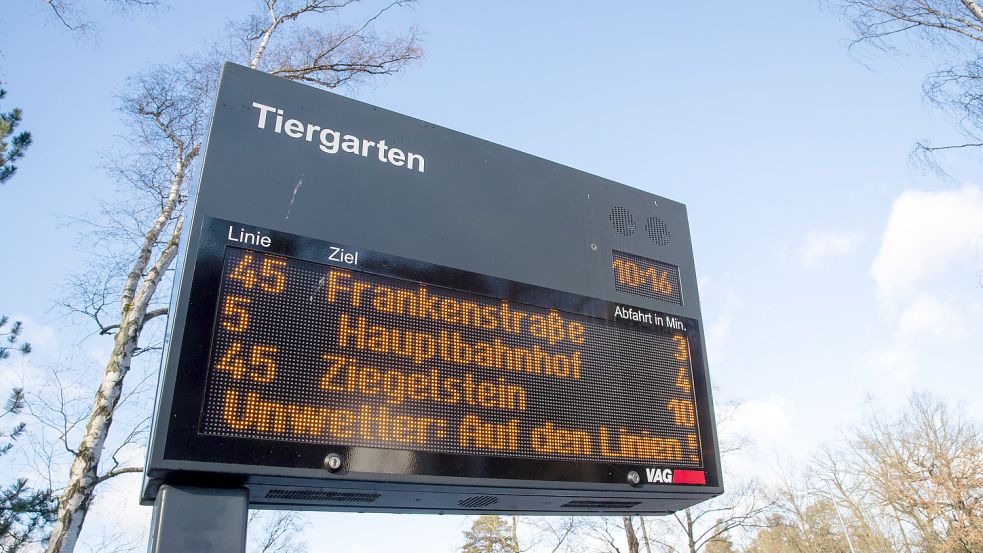 Tiergarten
10:16
Linie Ziel Abfahrt in Min.
45 Frankenstraße 3
5 Hauptbahnhof 4
45 Ziegelstein 10
Umwetter: Auf den Linien
VAG